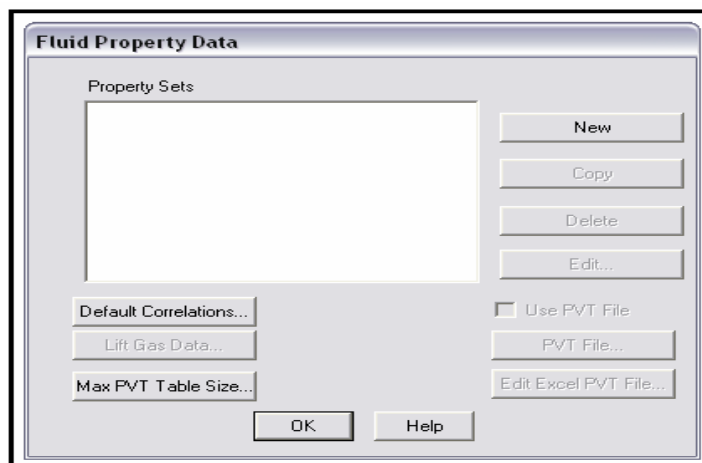 Fluid Property Data
Property Sets
New
Copy
Delete
Edit...
Default Correlations...
Use PVT File
Lift Gas Data...
PVT File...
Max PVT Table Size...
Edit Excel PVT File...
OK
Help